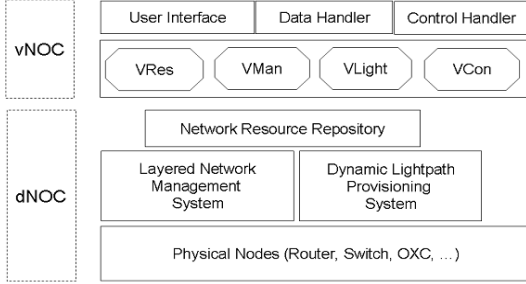 User Interface
Data Handler
Control Handler
vNOC
VRes
VMan
VLight
VCon
Network Resource Repository
Layered Network
Management
System
Dynamic Lightpath
Provisioning
System
dNOC
Physical Nodes (Router, Switch, OXC, ...)